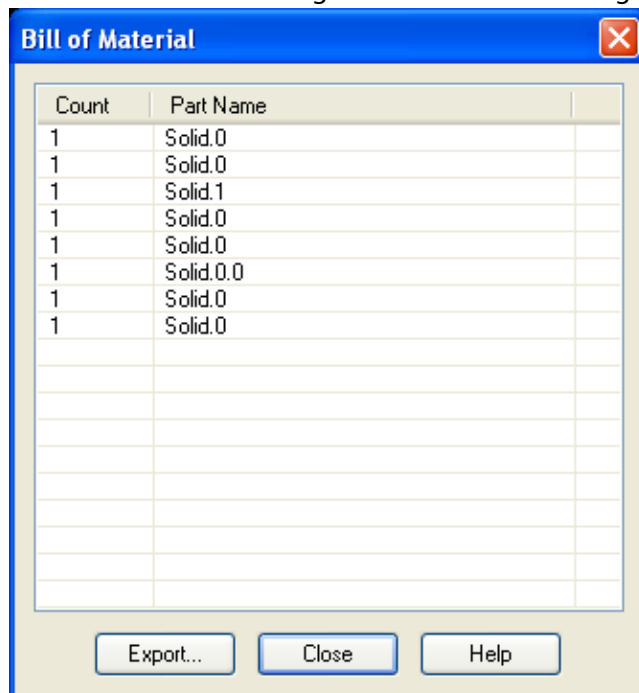 Bill of Material
Count Part Name
1 Solid.0
1 Solid.0
1 Solid.1
1 Solid.0
1 Solid.0
1 Solid.0.0
1 Solid.0
1 Solid.0
Export... Close Help